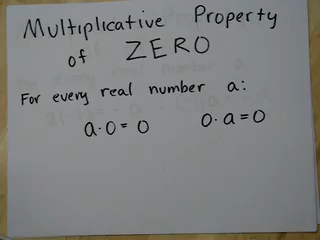 Multiplicative Property
of ZERO
For every real number a:
a·0=0 0·a=0